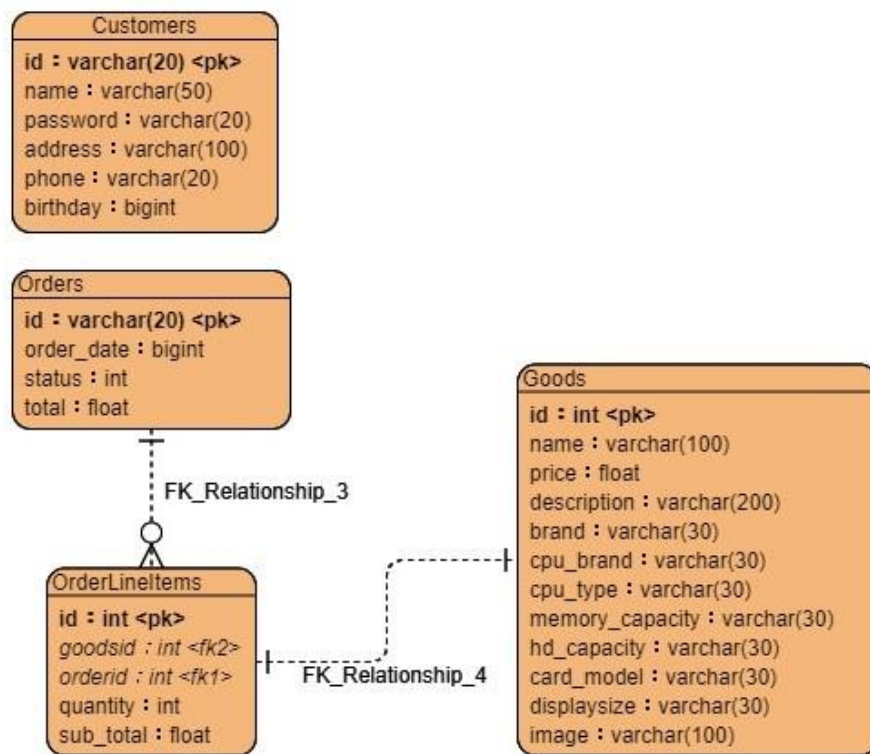 Customers
id : varchar(20) <pk>
name : varchar(50)
password : varchar(20)
address : varchar(100)
phone : varchar(20)
birthday : bigint
Orders
id : varchar(20) <pk>
order_date : bigint
status : int
total : float
FK_Relationship_3
OrderLineItems
id : int <pk>
goodsid : int <fk2>
orderid : int <fk1>
quantity : int
sub_total : float
FK_Relationship_4
Goods
id : int <pk>
name : varchar(100)
price : float
description : varchar(200)
brand : varchar(30)
cpu_brand : varchar(30)
cpu_type : varchar(30)
memory_capacity : varchar(30)
hd_capacity : varchar(30)
card_model : varchar(30)
displaysize : varchar(30)
image : varchar(100)